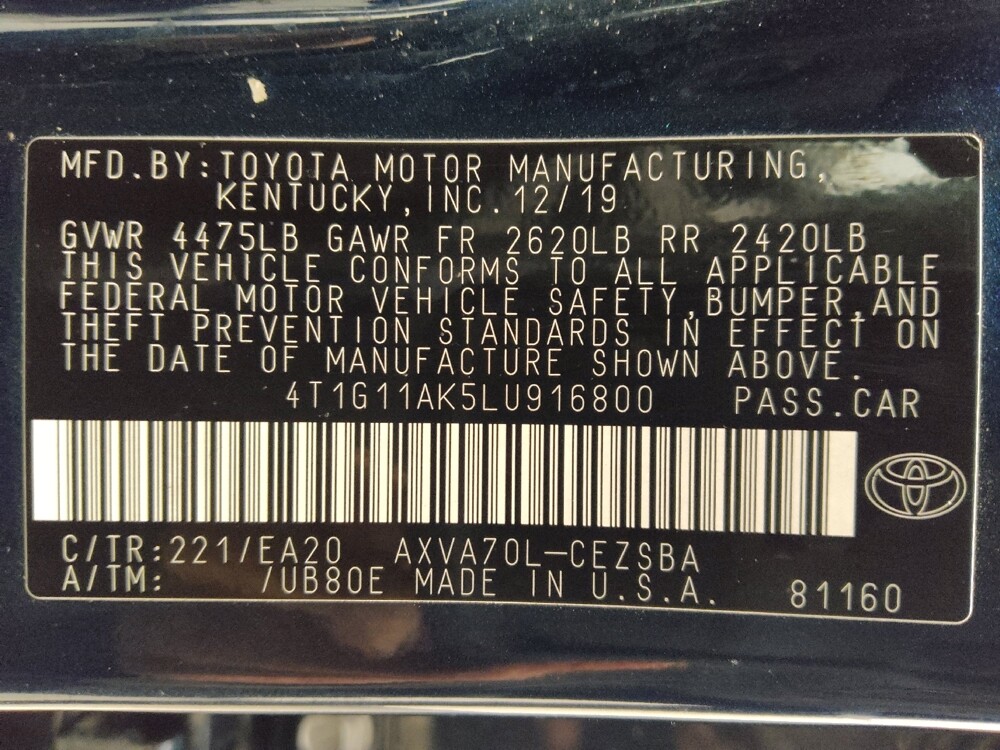 MFD.BY:TOYOTA MOTOR MANUFACTURING,
KENTUCKY,INC.12/19
GVWR 4475LB GAWR FR 2620LB RR 2420LB
THIS VEHICLE CONFORMS TO ALL APPLICABLE
FEDERAL MOTOR VEHICLE SAFETY,BUMPER,AND
THEFT PREVENTION STANDARDS IN EFFECT ON
THE DATE OF MANUFACTURE SHOWN ABOVE.
4T1G11AK5LU916800 PASS.CAR
C/TR:221/EA20 AXVA70L-CEZSBA
A/TM: /UB80E MADE IN U.S.A. 81160